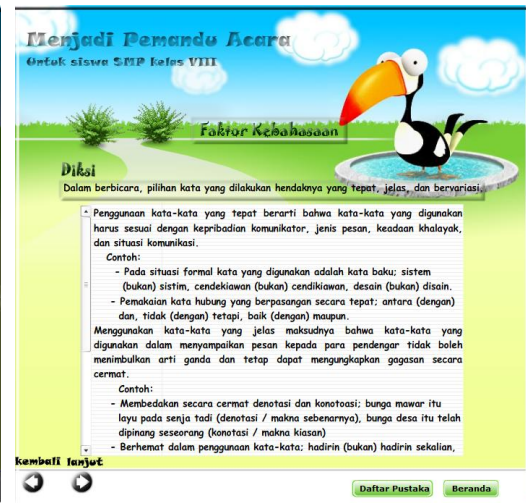 Menjadi Pemandu Acara
Untuk siswa SMP kelas VIII
Faktor Kebahasaan
Diksi
Dalam berbicara, pilihan kata yang dilakukan hendaknya yang tepat, jelas, dan bervariasi.
Penggunaan kata-kata yang tepat berarti bahwa kata-kata yang digunakan
harus sesuai dengan kepribadian komunikator, jenis pesan, keadaan khalayak,
dan situasi komunikasi.
Contoh:
- Pada situasi formal kata yang digunakan adalah kata baku; sistem
(bukan) sistim, cendekiawan (bukan) cendikiawan, desain (bukan) disain.
- Pemakaian kata hubung yang berpasangan secara tepat; antara (dengan)
dan, tidak (dengan) tetapi, baik (dengan) maupun.
Menggunakan kata-kata yang jelas maksudnya bahwa kata-kata yang
digunakan dalam menyampaikan pesan kepada para pendengar tidak boleh
menimbulkan arti ganda dan tetap dapat mengungkapkan gagasan secara
cermat.
Contoh:
- Membedakan secara cermat denotasi dan konotoasi; bunga mawar itu
layu pada senja tadi (denotasi / makna sebenarnya), bunga desa itu telah
dipinang seseorang (konotasi / makna kiasan)
- Berhemat dalam penggunaan kata-kata; hadirin (bukan) hadirin sekalian,
kembali lanjut
Daftar Pustaka Beranda